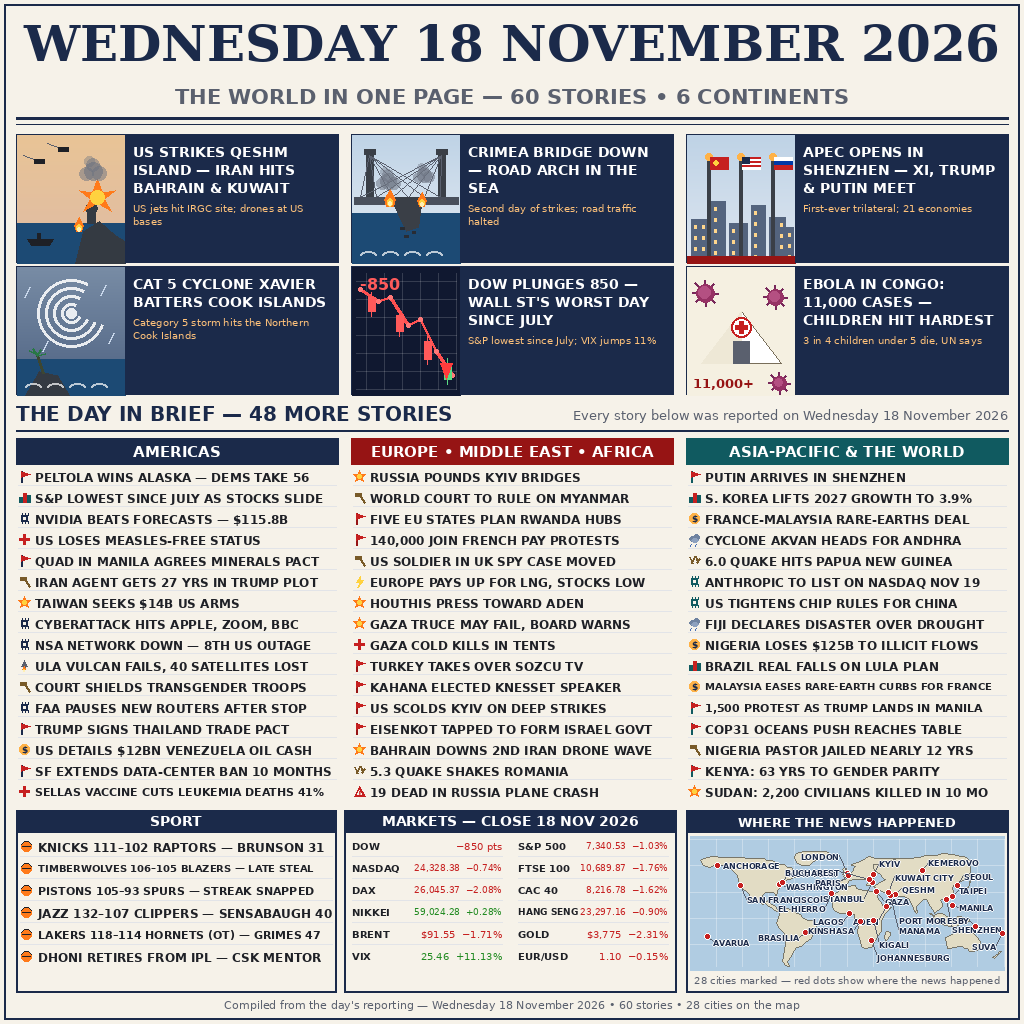 WEDNESDAY 18 NOVEMBER 2026
THE WORLD IN ONE PAGE — 60 STORIES • 6 CONTINENTS
US STRIKES QESHM
ISLAND — IRAN HITS
BAHRAIN & KUWAIT
US jets hit IRGC site; drones at US
bases
CRIMEA BRIDGE DOWN
— ROAD ARCH IN THE
SEA
Second day of strikes; road traffic
halted
APEC OPENS IN
SHENZHEN — XI, TRUMP
& PUTIN MEET
First-ever trilateral; 21 economies
CAT 5 CYCLONE XAVIER
BATTERS COOK ISLANDS
Category 5 storm hits the Northern
Cook Islands
-850
DOW PLUNGES 850 —
WALL ST'S WORST DAY
SINCE JULY
S&P lowest since July; VIX jumps 11%
11,000+
EBOLA IN CONGO:
11,000 CASES —
CHILDREN HIT HARDEST
3 in 4 children under 5 die, UN says
THE DAY IN BRIEF — 48 MORE STORIES
Every story below was reported on Wednesday 18 November 2026
AMERICAS
PELTOLA WINS ALASKA — DEMS TAKE 56
S&P LOWEST SINCE JULY AS STOCKS SLIDE
NVIDIA BEATS FORECASTS — $115.8B
US LOSES MEASLES-FREE STATUS
QUAD IN MANILA AGREES MINERALS PACT
IRAN AGENT GETS 27 YRS IN TRUMP PLOT
TAIWAN SEEKS $14B US ARMS
CYBERATTACK HITS APPLE, ZOOM, BBC
NSA NETWORK DOWN — 8TH US OUTAGE
ULA VULCAN FAILS, 40 SATELLITES LOST
COURT SHIELDS TRANSGENDER TROOPS
FAA PAUSES NEW ROUTERS AFTER STOP
TRUMP SIGNS THAILAND TRADE PACT
US DETAILS $12BN VENEZUELA OIL CASH
SF EXTENDS DATA-CENTER BAN 10 MONTHS
SELLAS VACCINE CUTS LEUKEMIA DEATHS 41%
EUROPE • MIDDLE EAST • AFRICA
RUSSIA POUNDS KYIV BRIDGES
WORLD COURT TO RULE ON MYANMAR
FIVE EU STATES PLAN RWANDA HUBS
140,000 JOIN FRENCH PAY PROTESTS
US SOLDIER IN UK SPY CASE MOVED
EUROPE PAYS UP FOR LNG, STOCKS LOW
HOUTHIS PRESS TOWARD ADEN
GAZA TRUCE MAY FAIL, BOARD WARNS
GAZA COLD KILLS IN TENTS
TURKEY TAKES OVER SOZCU TV
KAHANA ELECTED KNESSET SPEAKER
US SCOLDS KYIV ON DEEP STRIKES
EISENKOT TAPPED TO FORM ISRAEL GOVT
BAHRAIN DOWNS 2ND IRAN DRONE WAVE
5.3 QUAKE SHAKES ROMANIA
19 DEAD IN RUSSIA PLANE CRASH
ASIA-PACIFIC & THE WORLD
PUTIN ARRIVES IN SHENZHEN
S. KOREA LIFTS 2027 GROWTH TO 3.9%
FRANCE-MALAYSIA RARE-EARTHS DEAL
CYCLONE AKVAN HEADS FOR ANDHRA
6.0 QUAKE HITS PAPUA NEW GUINEA
ANTHROPIC TO LIST ON NASDAQ NOV 19
US TIGHTENS CHIP RULES FOR CHINA
FIJI DECLARES DISASTER OVER DROUGHT
NIGERIA LOSES $125B TO ILLICIT FLOWS
BRAZIL REAL FALLS ON LULA PLAN
MALAYSIA EASES RARE-EARTH CURBS FOR FRANCE
1,500 PROTEST AS TRUMP LANDS IN MANILA
COP31 OCEANS PUSH REACHES TABLE
NIGERIA PASTOR JAILED NEARLY 12 YRS
KENYA: 63 YRS TO GENDER PARITY
SUDAN: 2,200 CIVILIANS KILLED IN 10 MO
SPORT
KNICKS 111–102 RAPTORS — BRUNSON 31
TIMBERWOLVES 106–105 BLAZERS — LATE STEAL
PISTONS 105–93 SPURS — STREAK SNAPPED
JAZZ 132–107 CLIPPERS — SENSABAUGH 40
LAKERS 118–114 HORNETS (OT) — GRIMES 47
DHONI RETIRES FROM IPL — CSK MENTOR
MARKETS — CLOSE 18 NOV 2026
DOW −850 pts S&P 500 7,340.53 −1.03%
NASDAQ 24,328.38 −0.74% FTSE 100 10,689.87 −1.76%
DAX 26,045.37 −2.08% CAC 40 8,216.78 −1.62%
NIKKEI 59,024.28 +0.28% HANG SENG 23,297.16 −0.90%
BRENT $91.55 −1.71% GOLD $3,775 −2.31%
VIX 25.46 +11.13% EUR/USD 1.10 −0.15%
WHERE THE NEWS HAPPENED
LONDON
ANCHORAGE
KYIV
KEMEROVO
BUCHAREST
PARIS
KUWAIT CITY
SEOUL
WASHINGTON
QESHM
TAIPEI
SAN FRANCISCO
ISTANBUL
GAZA
EL HIERRO
MANILA
LAGOS
ADEN
PORT MORESBY
KINSHASA
MANAMA
SHENZHEN
AVARUA
BRASILIA
KIGALI
SUVA
JOHANNESBURG
28 cities marked — red dots show where the news happened
Compiled from the day's reporting — Wednesday 18 November 2026 • 60 stories • 28 cities on the map